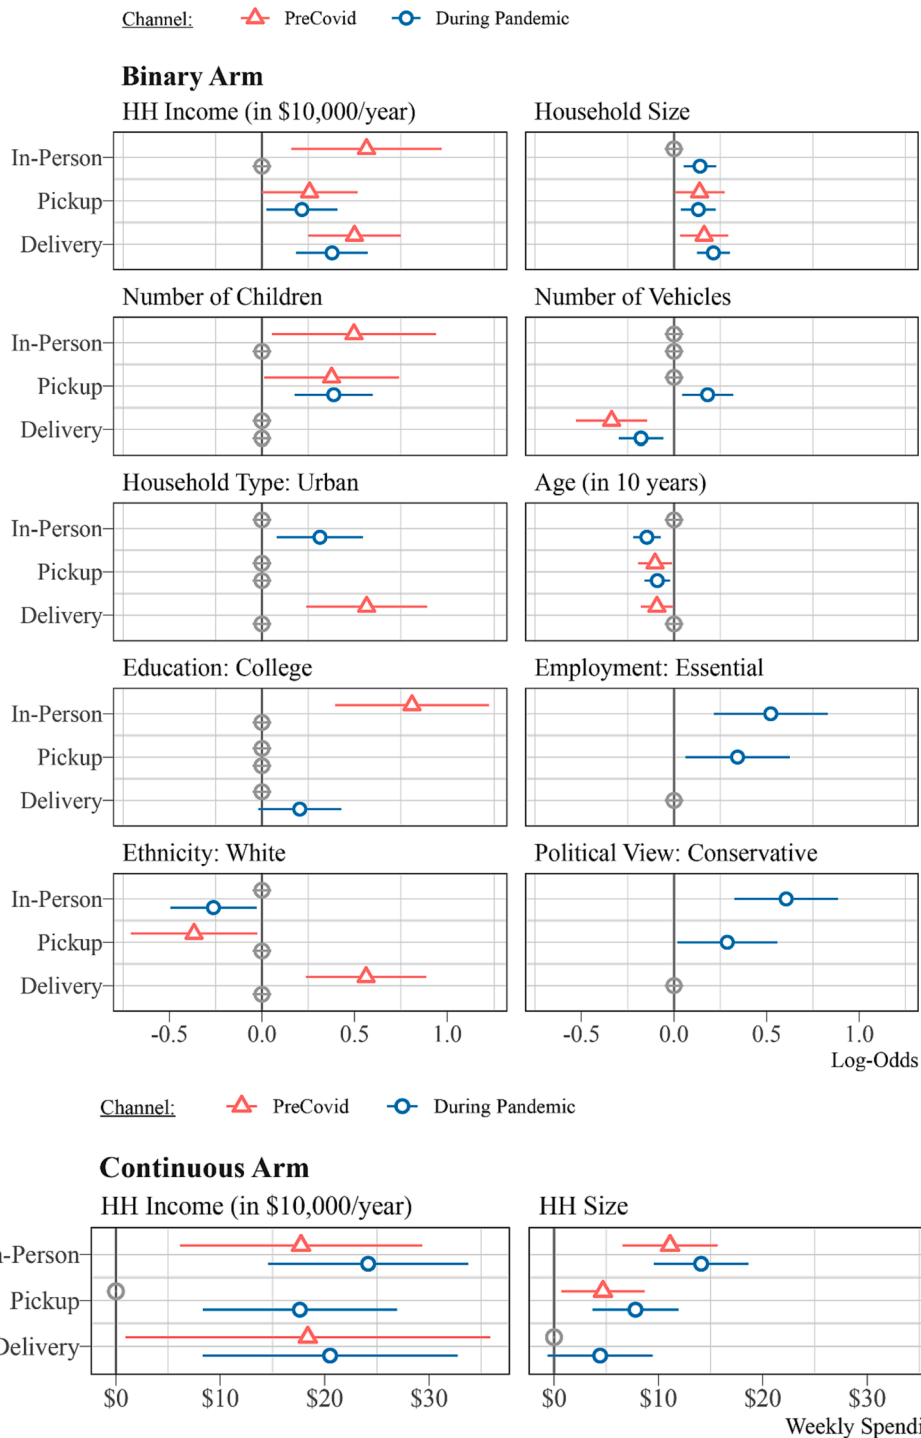 Channel: PreCovid During Pandemic
Binary Arm
HH Income (in $10,000/year) Household Size
In-Person
Pickup
Delivery
Number of Children Number of Vehicles
In-Person
Pickup
Delivery
Household Type: Urban Age (in 10 years)
In-Person
Pickup
Delivery
Education: College Employment: Essential
In-Person
Pickup
Delivery
Ethnicity: White Political View: Conservative
In-Person
Pickup
Delivery
-0.5 0.0 0.5 1.0 -0.5 0.0 0.5 1.0
Log-Odds
Channel: PreCovid During Pandemic
Continuous Arm
HH Income (in $10,000/year) HH Size
n-Person
Pickup
Delivery
$0 $10 $20 $30 $0 $10 $20 $30
Weekly Spendi